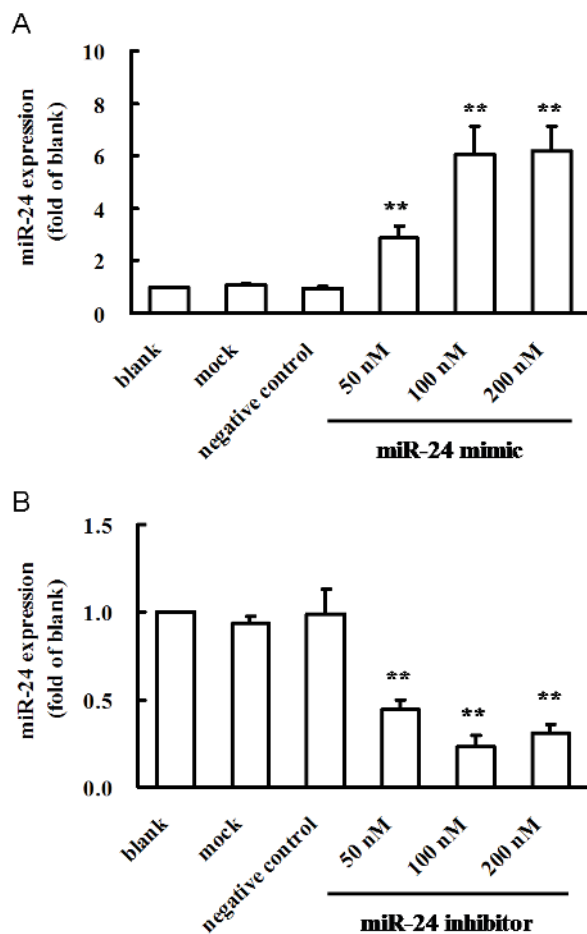 A
miR-24 expression
(fold of blank)
10
8
6
4
2
0
** ** **
blank mock negative control 50 nM 100 nM 200 nM
miR-24 mimic
B
miR-24 expression
(fold of blank)
1.5
1.0
0.5
0.0
** ** **
blank mock negative control 50 nM 100 nM 200 nM
miR-24 inhibitor